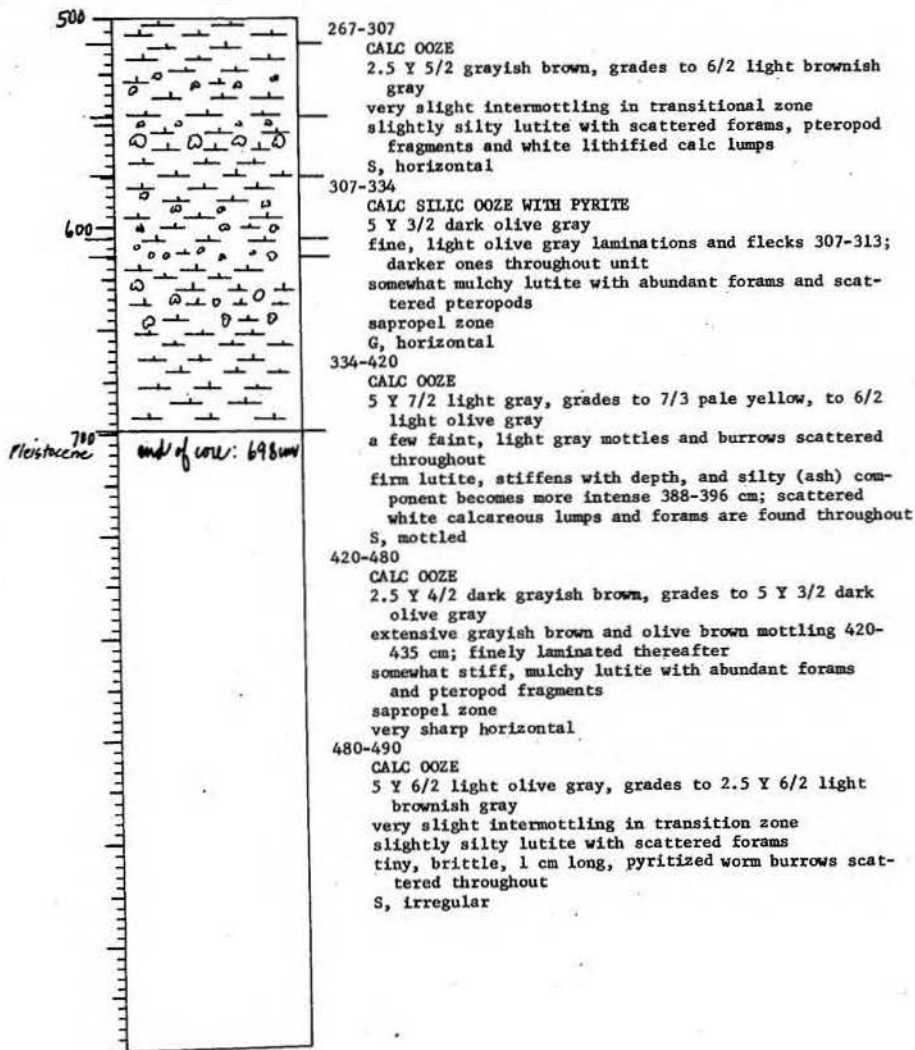 500
600
700
Pleistocene
end of core: 698cm
267-307
CALC OOZE
2.5 Y 5/2 grayish brown, grades to 6/2 light brownish
gray
very slight intermottling in transitional zone
slightly silty lutite with scattered forams, pteropod
fragments and white lithified calc lumps
S, horizontal
307-334
CALC SILIC OOZE WITH PYRITE
5 Y 3/2 dark olive gray
fine, light olive gray laminations and flecks 307-313;
darker ones throughout unit
somewhat mulchy lutite with abundant forams and scat-
tered pteropods
sapropel zone
G, horizontal
334-420
CALC OOZE
5 Y 7/2 light gray, grades to 7/3 pale yellow, to 6/2
light olive gray
a few faint, light gray mottles and burrows scattered
throughout
firm lutite, stiffens with depth, and silty (ash) com-
ponent becomes more intense 388-396 cm; scattered
white calcareous lumps and forams are found throughout
S, mottled
420-480
CALC OOZE
2.5 Y 4/2 dark grayish brown, grades to 5 Y 3/2 dark
olive gray
extensive grayish brown and olive brown mottling 420-
435 cm; finely laminated thereafter
somewhat stiff, mulchy lutite with abundant forams
and pteropod fragments
sapropel zone
very sharp horizontal
480-490
CALC OOZE
5 Y 6/2 light olive gray, grades to 2.5 Y 6/2 light
brownish gray
very slight intermottling in transition zone
slightly silty lutite with scattered forams
tiny, brittle, 1 cm long, pyritized worm burrows scat-
tered throughout
S, irregular